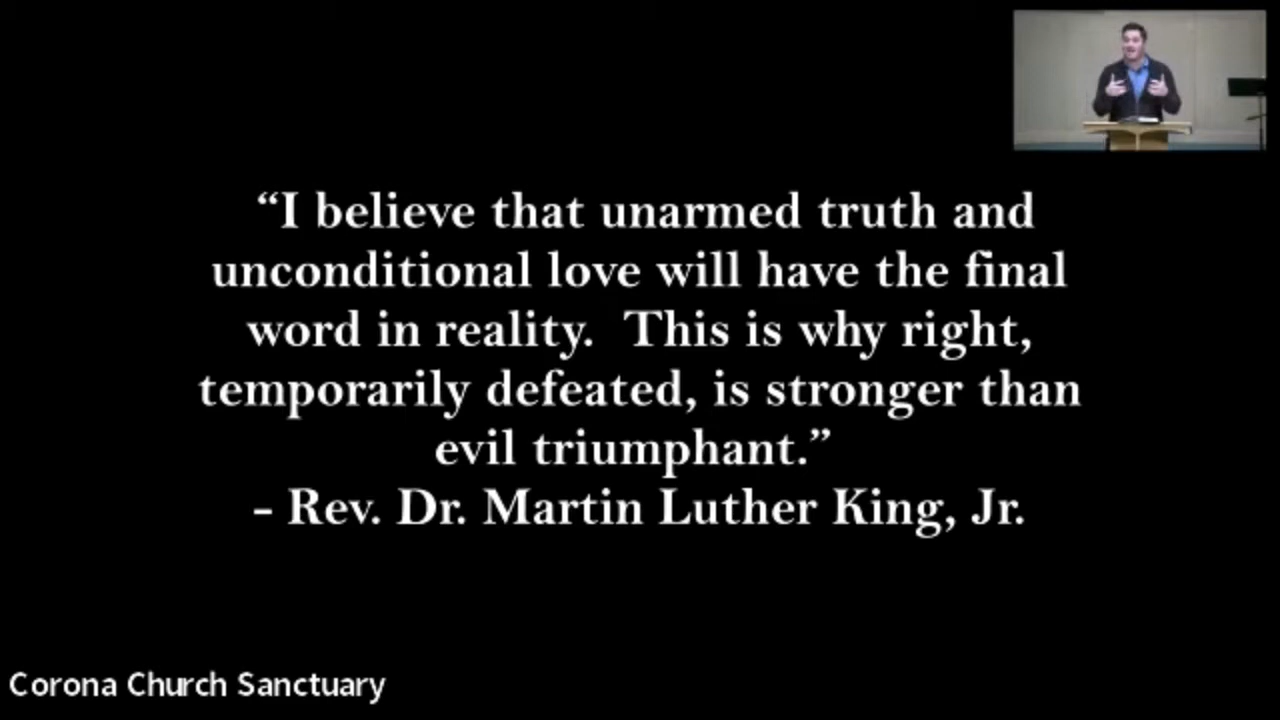 “I believe that unarmed truth and
unconditional love will have the final
word in reality.  This is why right,
temporarily defeated, is stronger than
evil triumphant.”
– Rev. Dr. Martin Luther King, Jr.
Corona Church Sanctuary